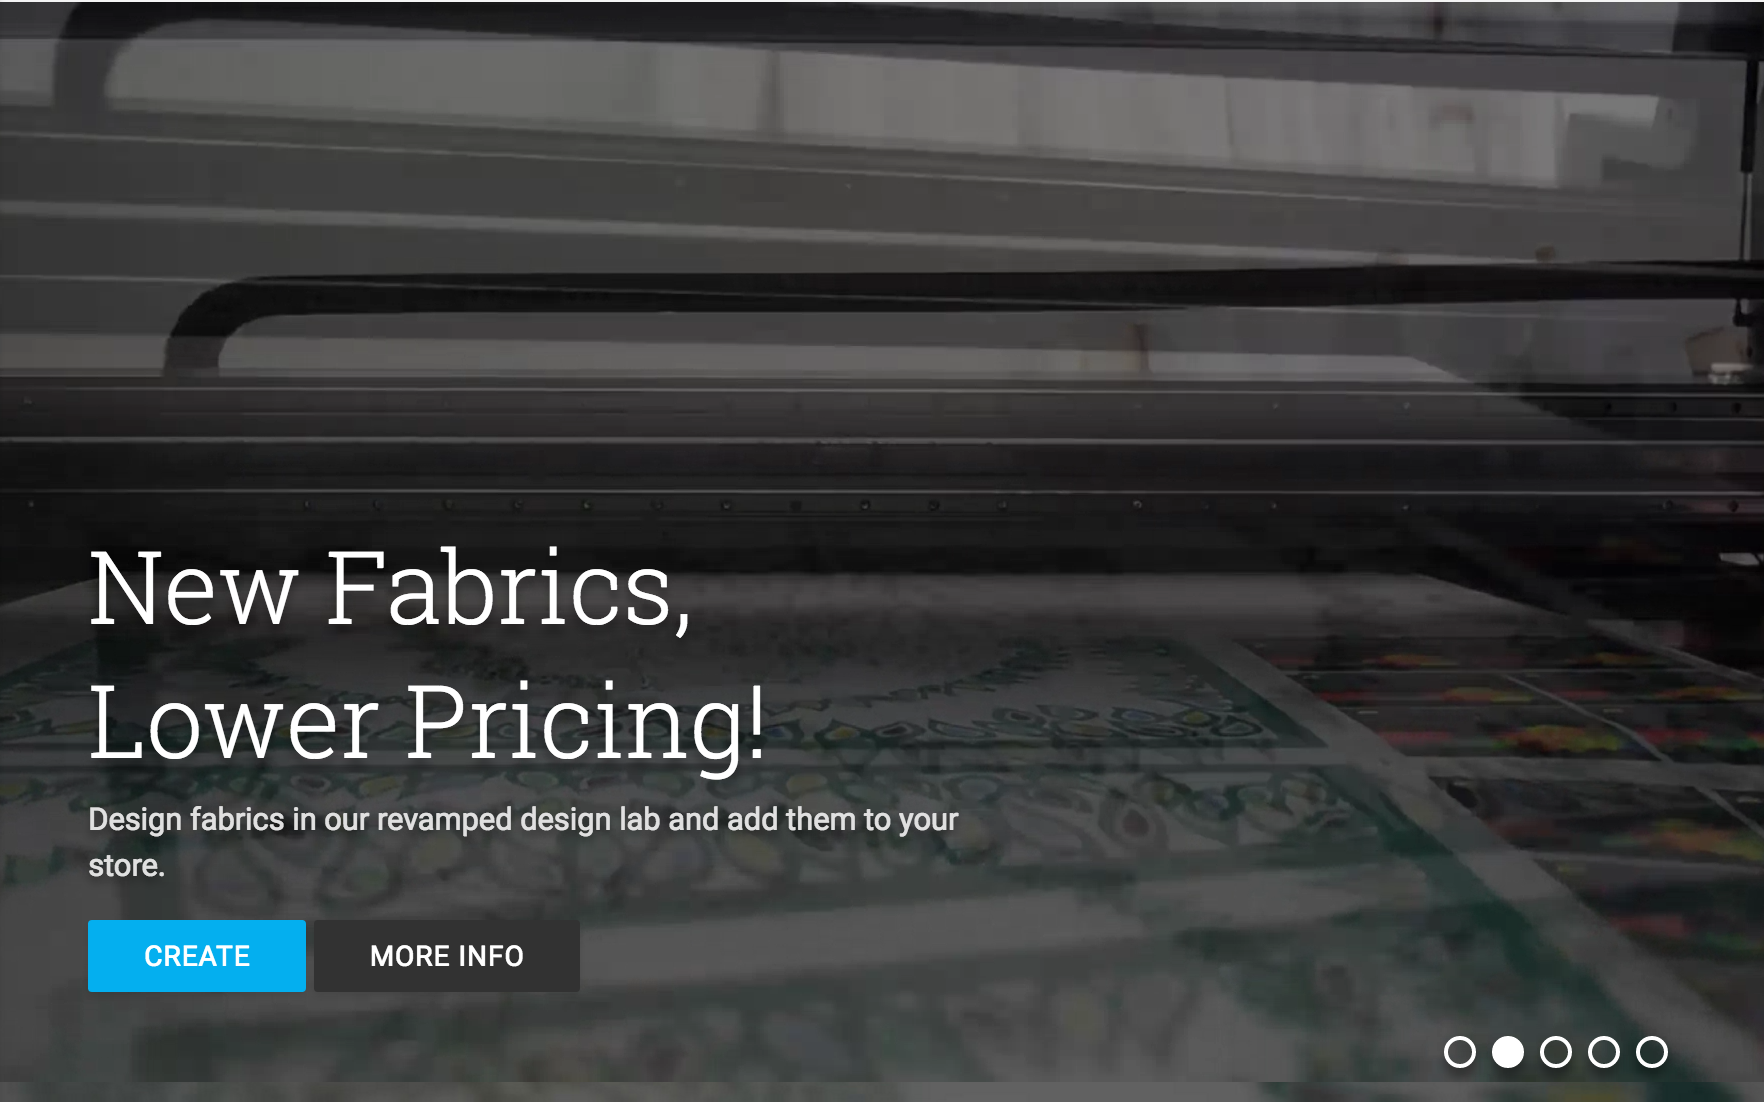 New Fabrics,
Lower Pricing!
Design fabrics in our revamped design lab and add them to your
store.
CREATE
MORE INFO